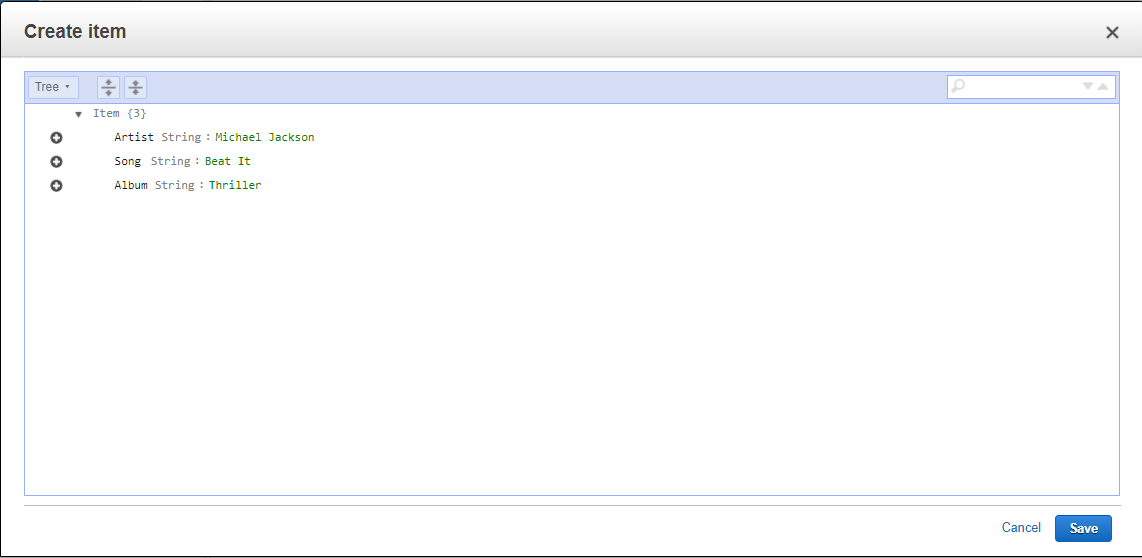 Create item
Tree
Item {3}
Artist String : Michael Jackson
Song String : Beat It
Album String : Thriller
Cancel Save